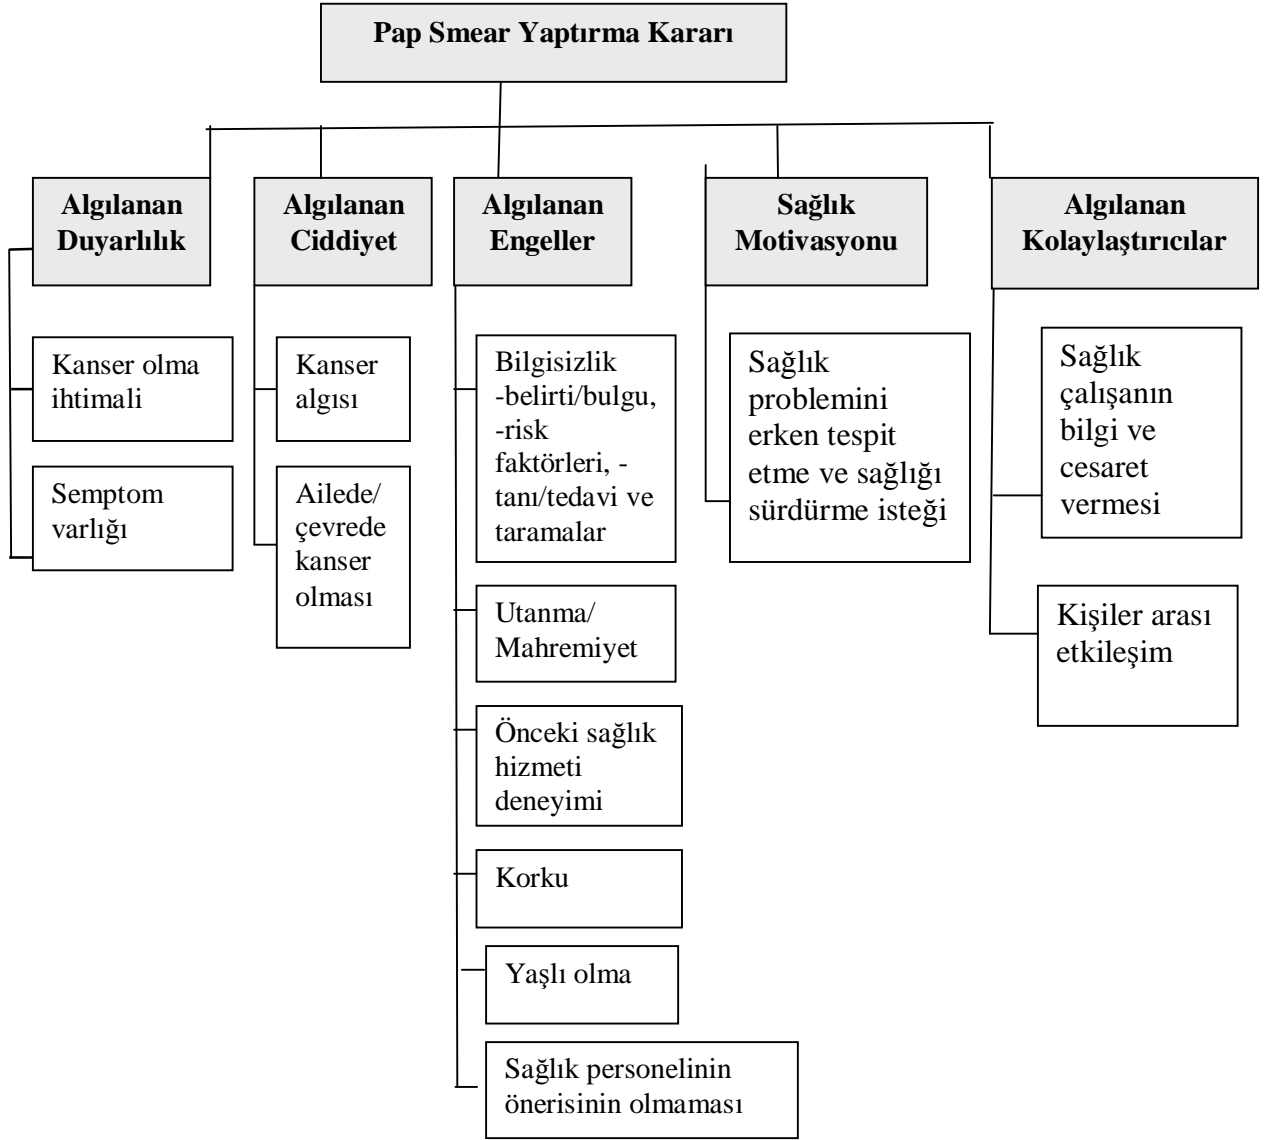 Pap Smear Yaptırma Kararı
Algılanan
Duyarlılık
Algılanan
Ciddiyet
Algılanan
Engeller
Sağlık
Motivasyonu
Algılanan
Kolaylaştırıcılar
Kanser olma
ihtimali
Semptom
varlığı
Kanser
algısı
Ailede/
çevrede
kanser
olması
Bilgisizlik
-belirti/bulgu,
-risk
faktörleri, -
tanı/tedavi ve
taramalar
Utanma/
Mahremiyet
Önceki sağlık
hizmeti
deneyimi
Korku
Yaşlı olma
Sağlık personelinin
önerisinin olmaması
Sağlık
problemini
erken tespit
etme ve sağlığı
sürdürme isteği
Sağlık
çalışanın
bilgi ve
cesaret
vermesi
Kişiler arası
etkileşim